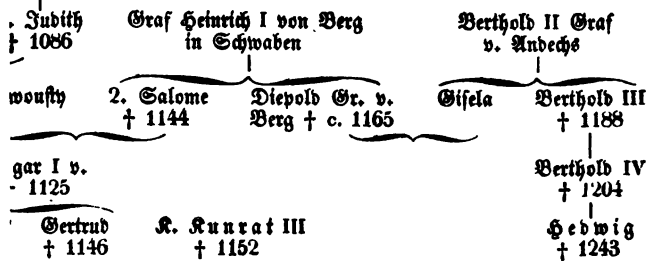 . Judith
† 1086
Graf Heinrich I von Berg
in Schwaben
Berthold II Graf
v. Andechs
wousty
2. Salome
† 1144
Diepold Gr. v.
Berg † c. 1165
Gisela
Berthold III
† 1188
gar I v.
- 1125
Berthold IV
† 1204
Gertrud
† 1146
K. Kunrat III
† 1152
Hedwig
† 1243